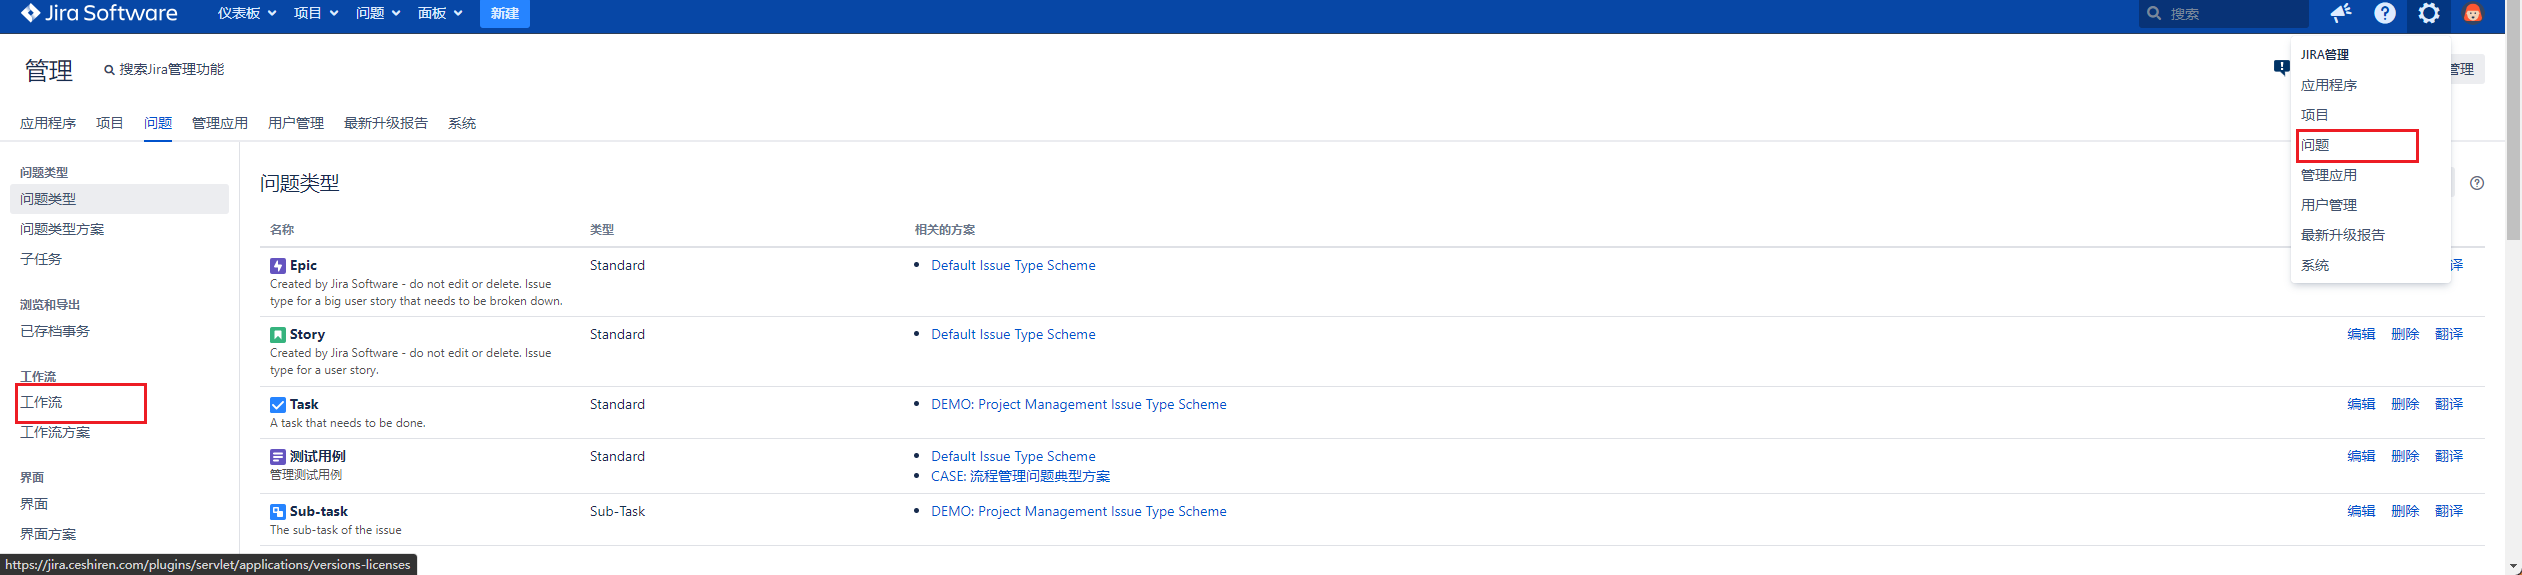 Jira Software 仪表板 项目 问题 面板 新建 搜索
管理 搜索Jira管理功能 管理
应用程序 项目 问题 管理应用 用户管理 最新升级报告 系统
JIRA管理
应用程序
项目
问题
管理应用
用户管理
最新升级报告
系统
问题类型
问题类型
问题类型方案
子任务
浏览和导出
已存档事务
工作流
工作流
工作流方案
界面
界面
界面方案
问题类型
名称 类型 相关的方案
Epic Standard Default Issue Type Scheme 译
Created by Jira Software - do not edit or delete. Issue
type for a big user story that needs to be broken down.
Story Standard Default Issue Type Scheme 编辑 删除 翻译
Created by Jira Software - do not edit or delete. Issue
type for a user story.
Task Standard DEMO: Project Management Issue Type Scheme 编辑 删除 翻译
A task that needs to be done.
测试用例 Standard Default Issue Type Scheme 编辑 删除 翻译
管理测试用例 CASE: 流程管理问题典型方案
Sub-task Sub-Task DEMO: Project Management Issue Type Scheme 编辑 删除 翻译
The sub-task of the issue
https://jira.ceshiren.com/plugins/servlet/applications/versions-licenses